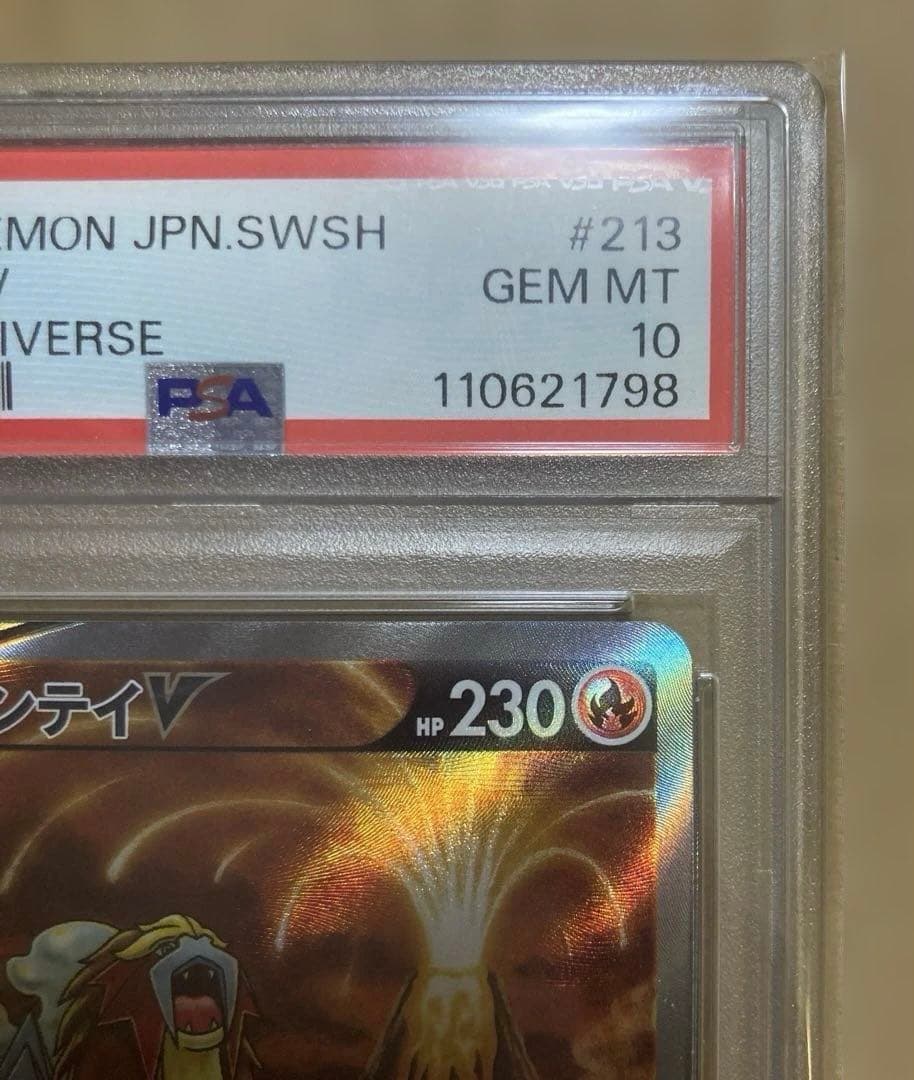 EMON JPN.SWSH #213
V GEM MT
IVERSE 10
PSA 110621798
ンテイV HP 230